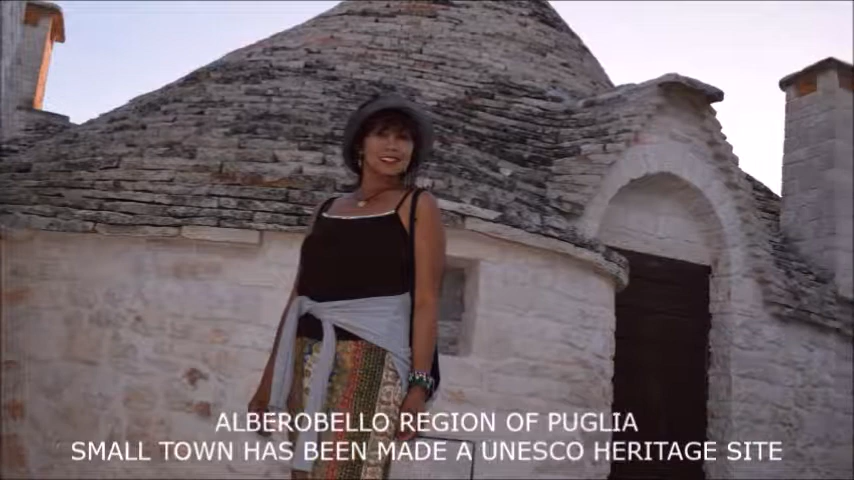 ALBEROBELLO, REGION OF PUGLIA
SMALL TOWN HAS BEEN MADE A UNESCO HERITAGE SITE